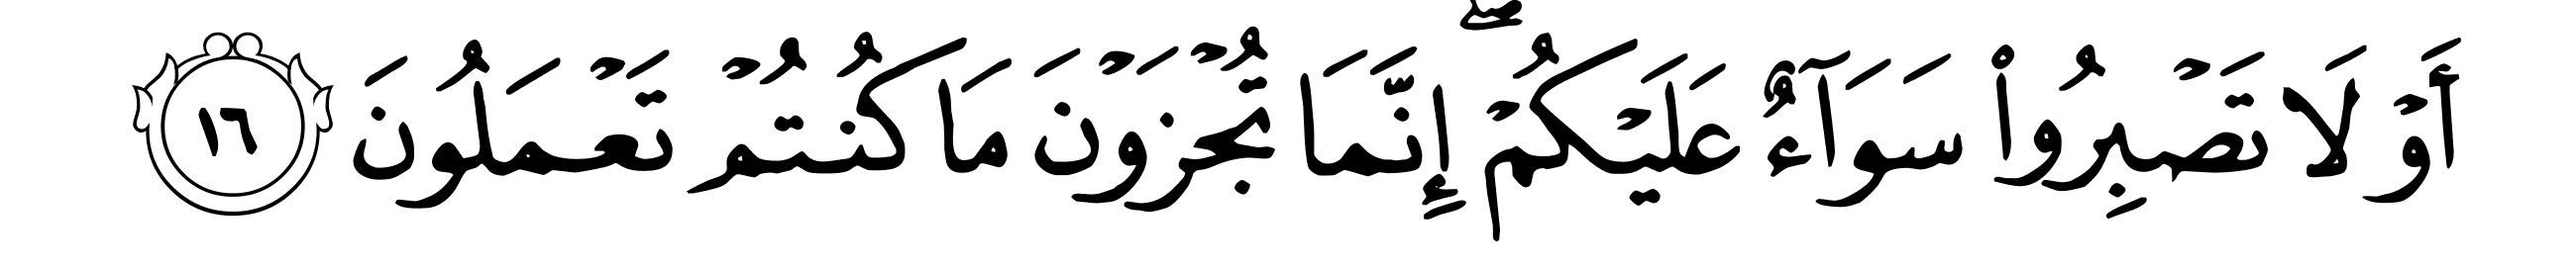 أَوْ لَا تَصْبِرُوا۟ سَوَآءٌ عَلَيْكُمْ ۖ إِنَّمَا تُجْزَوْنَ مَا كُنتُمْ تَعْمَلُونَ ١٦